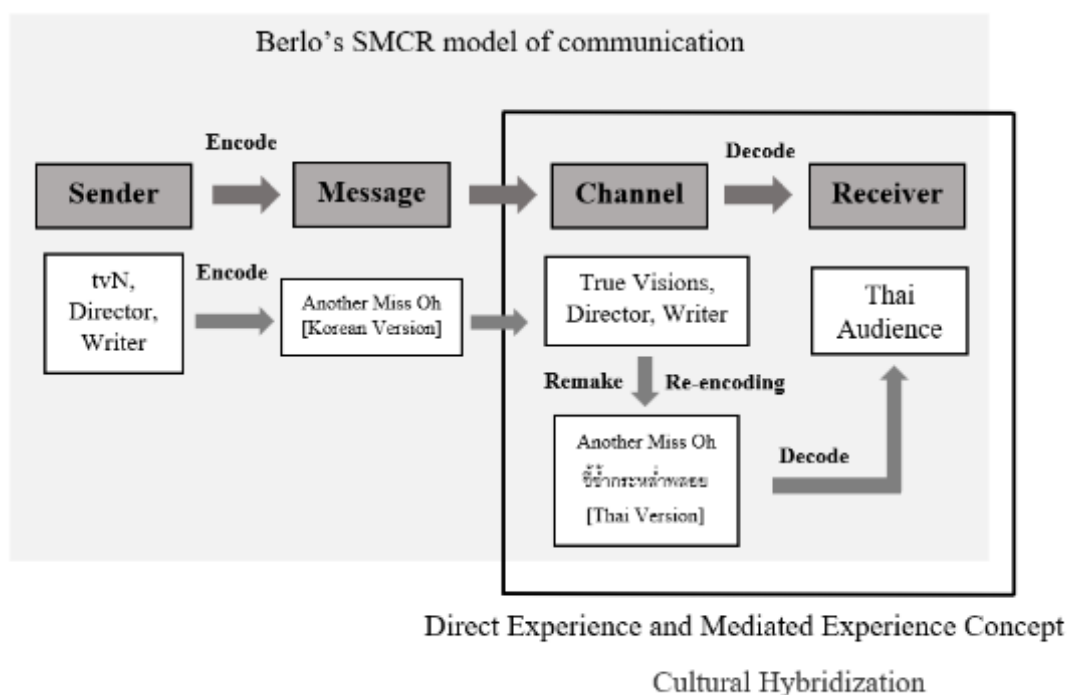 Berlo's SMCR model of communication
Encode
Decode
Sender
Message
Channel
Receiver
tvN,
Director,
Writer
Encode
Another Miss Oh
[Korean Version]
True Visions,
Director, Writer
Thai
Audience
Remake
Re-encoding
Another Miss Oh
[Thai Version]
Decode
Direct Experience and Mediated Experience Concept
Cultural Hybridization